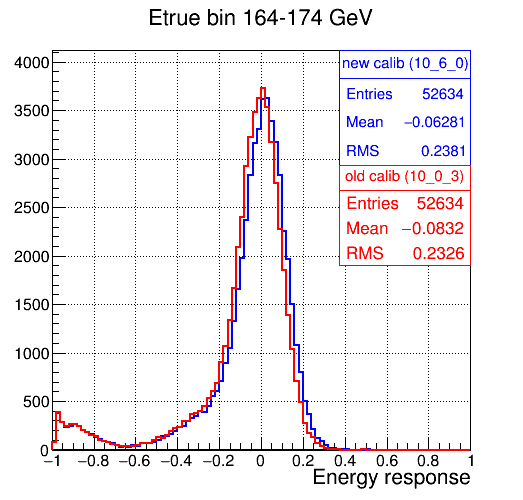 Etrue bin 164-174 GeV
new calib (10_6_0)
Entries 52634
Mean −0.06281
RMS 0.2381
old calib (10_0_3)
Entries 52634
Mean −0.0832
RMS 0.2326
4000
3500
3000
2500
2000
1500
1000
500
0
−1 −0.8 −0.6 −0.4 −0.2 0 0.2 0.4 0.6 0.8 1
Energy response